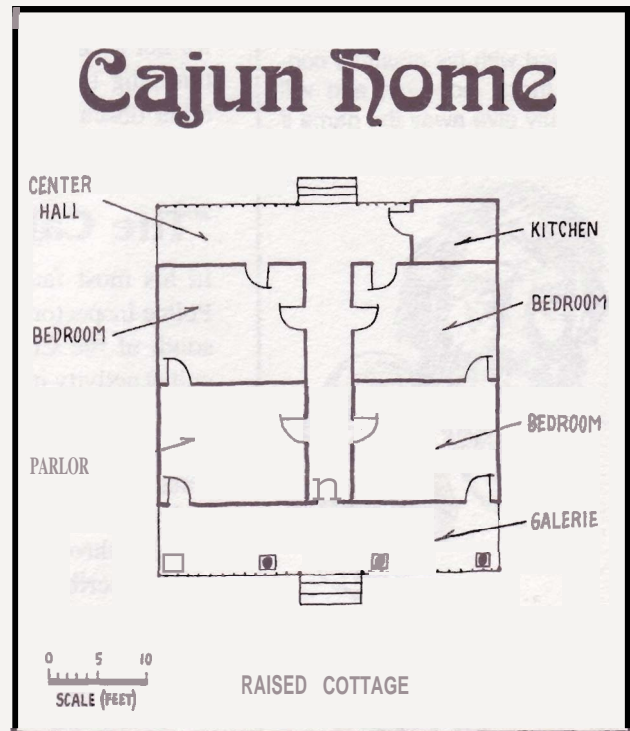 Cajun home
CENTER
HALL
KITCHEN
BEDROOM
BEDROOM
BEDROOM
PARLOR
n
GALERIE
0 5 10
SCALE (FEET)
RAISED COTTAGE